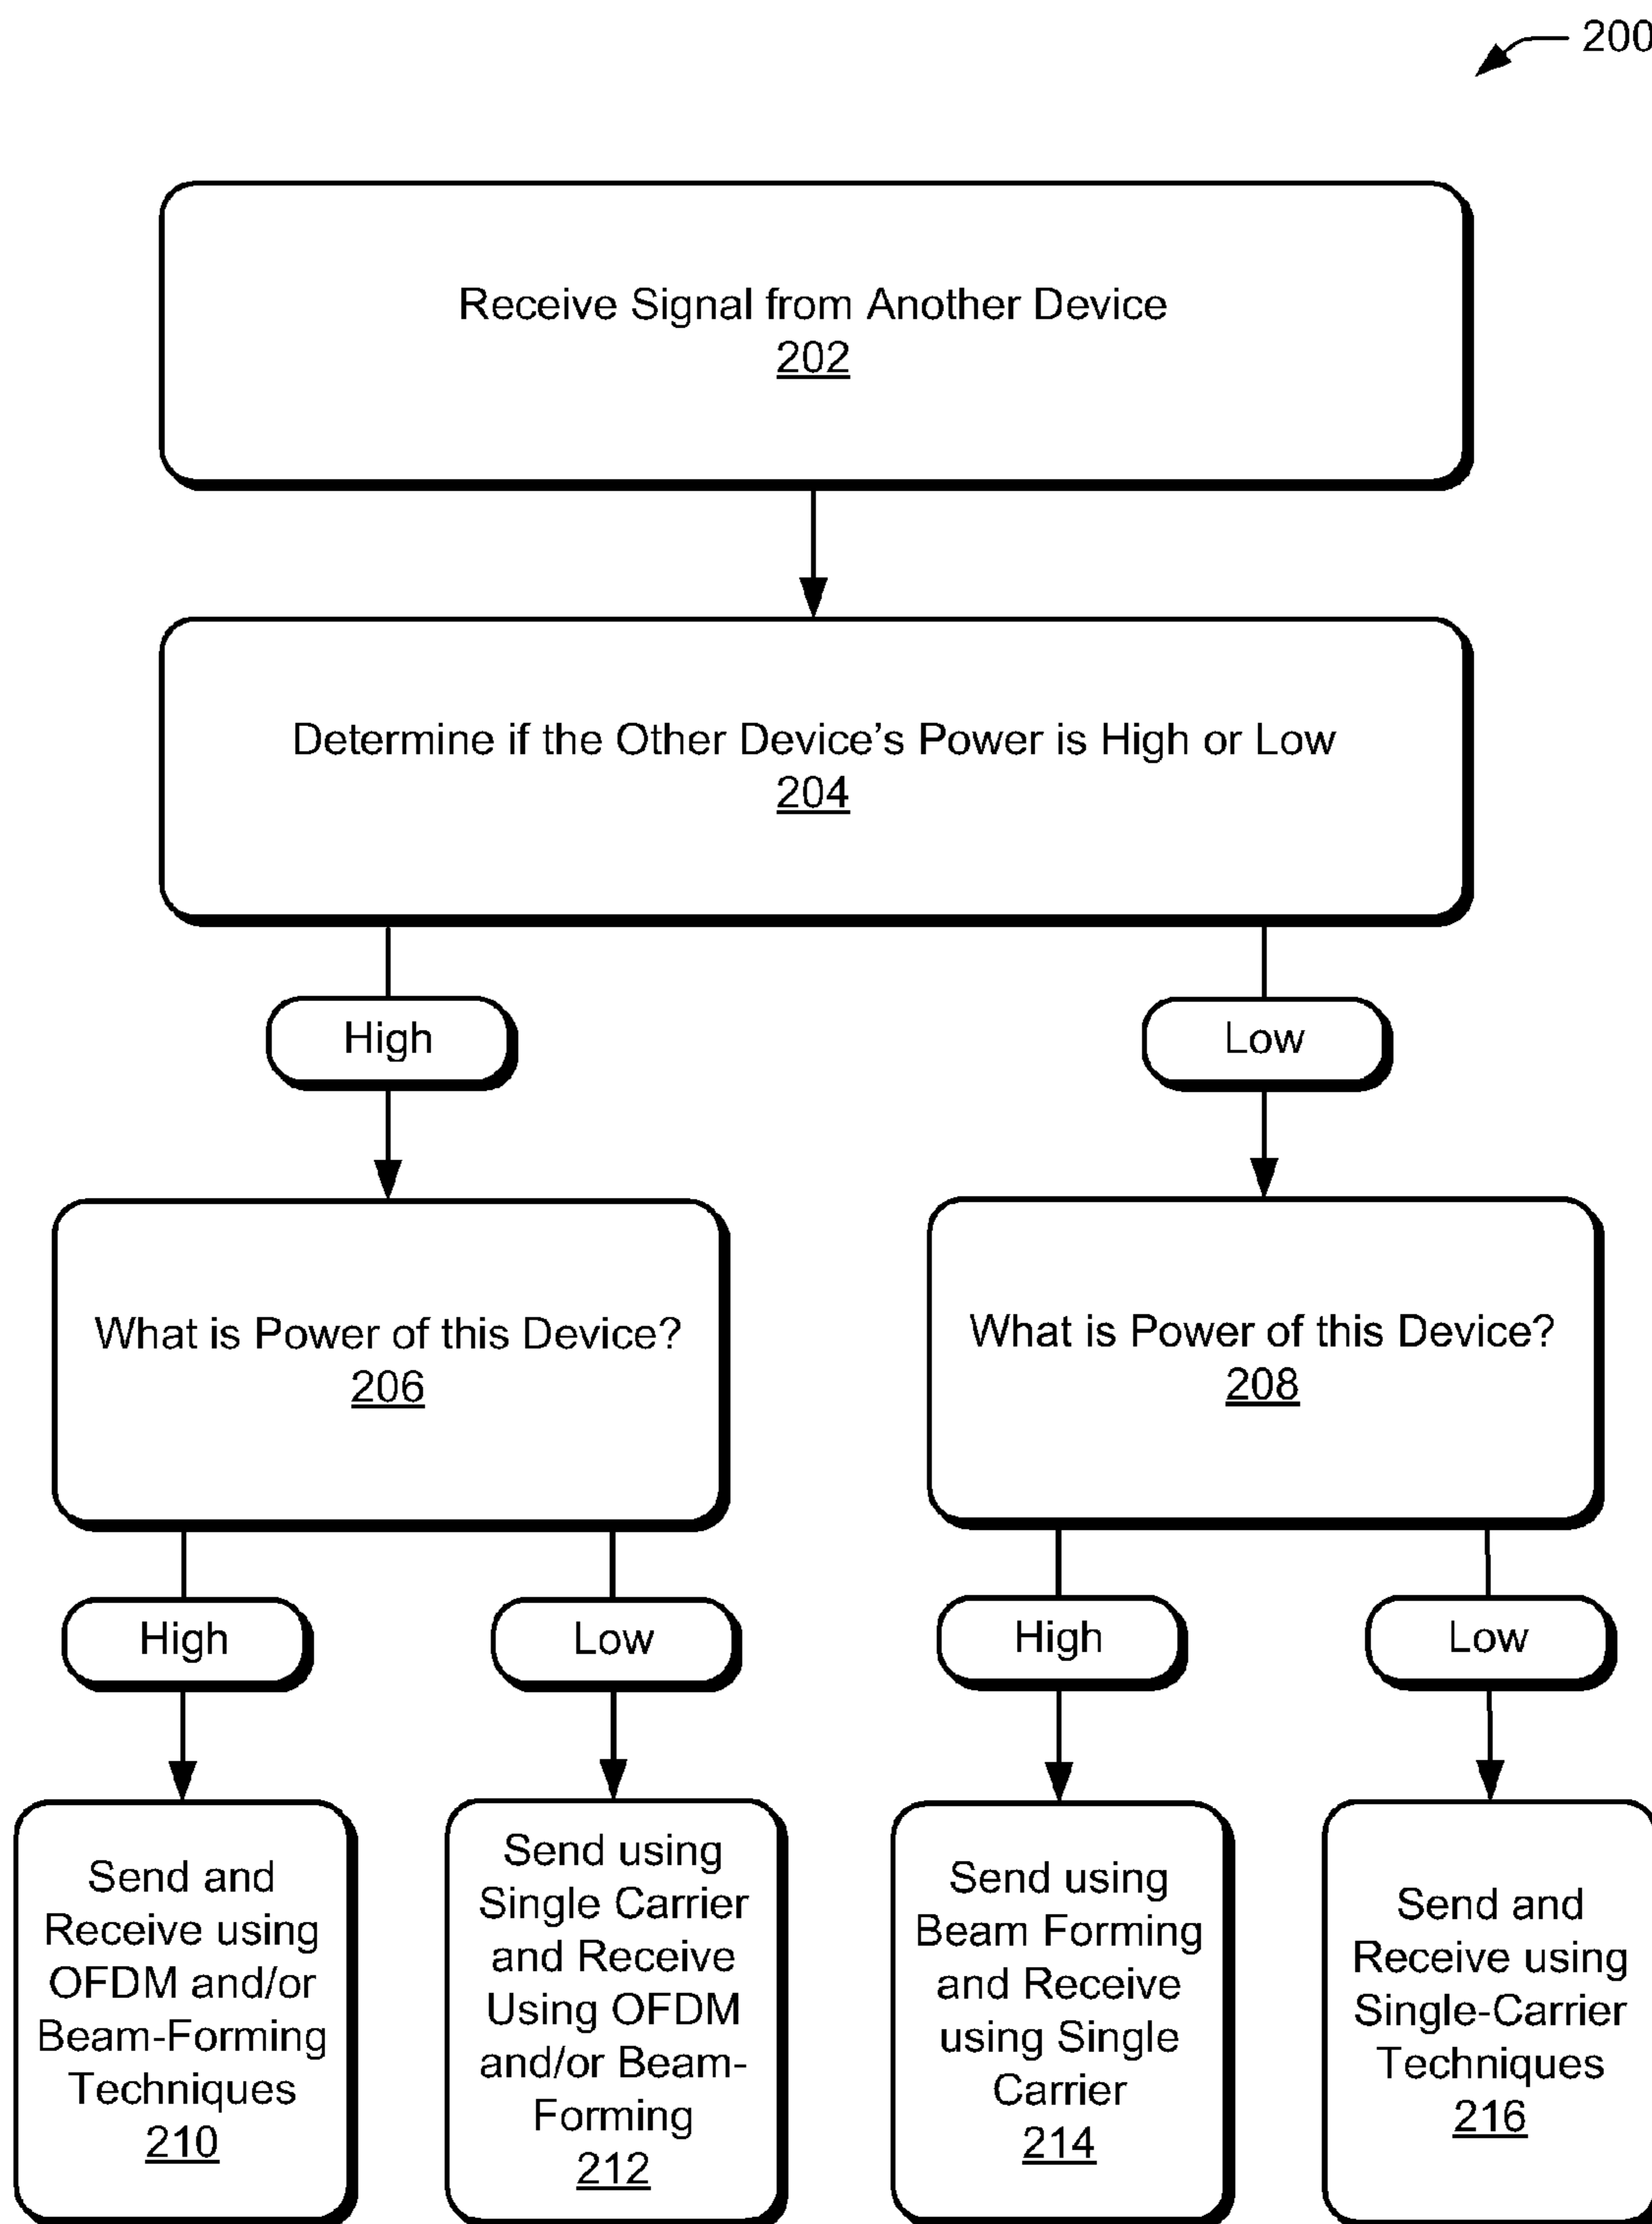 200
Receive Signal from Another Device
202
Determine if the Other Device's Power is High or Low
204
High
Low
What is Power of this Device?
206
What is Power of this Device?
208
High
Low
High
Low
Send and
Receive using
OFDM and/or
Beam-Forming
Techniques
210
Send using
Single Carrier
and Receive
Using OFDM
and/or Beam-
Forming
212
Send using
Beam Forming
and Receive
using Single
Carrier
214
Send and
Receive using
Single-Carrier
Techniques
216